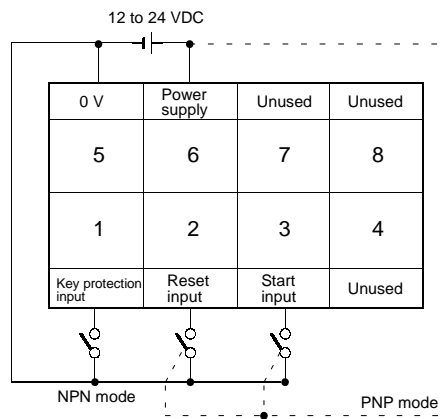 12 to 24 VDC
0 V
Power
supply
Unused
Unused
5
6
7
8
1
2
3
4
Key protection
input
Reset
input
Start
input
Unused
NPN mode
PNP mode